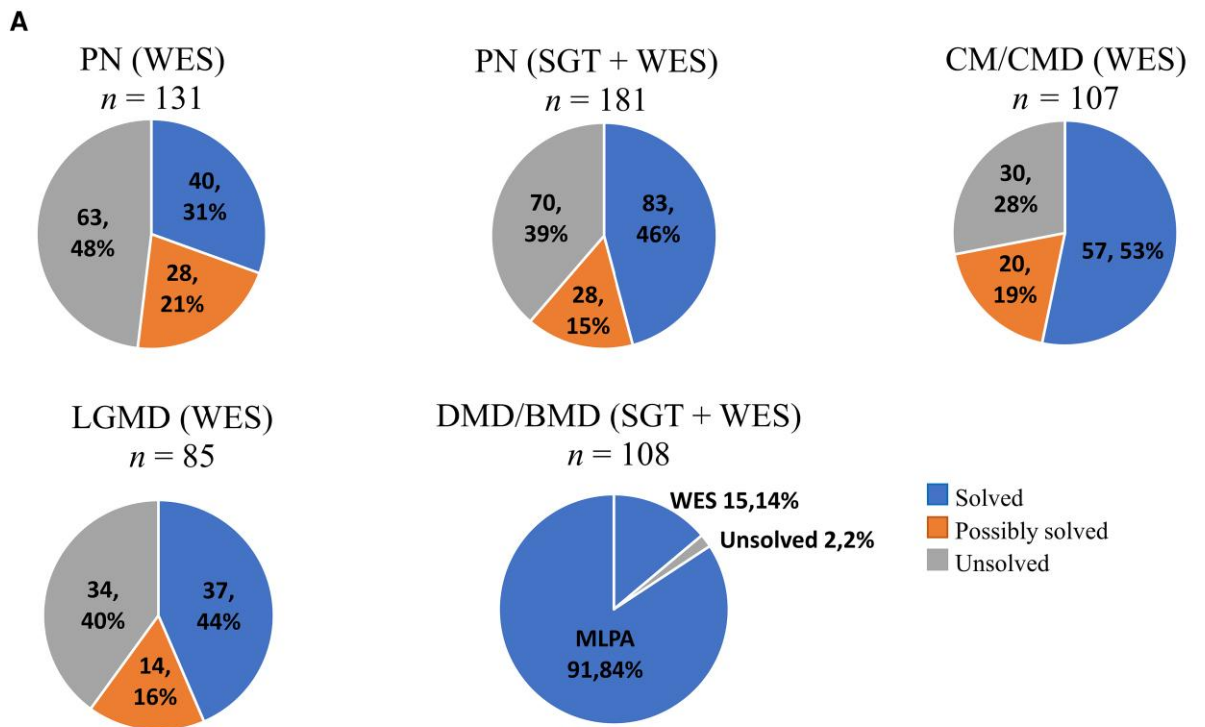 A
PN (WES)
n = 131
40,
31%
28,
21%
63,
48%
PN (SGT + WES)
n = 181
83,
46%
28,
15%
70,
39%
CM/CMD (WES)
n = 107
57, 53%
20,
19%
30,
28%
LGMD (WES)
n = 85
37,
44%
14,
16%
34,
40%
DMD/BMD (SGT + WES)
n = 108
WES 15,14%
Unsolved 2,2%
MLPA
91,84%
Solved
Possibly solved
Unsolved